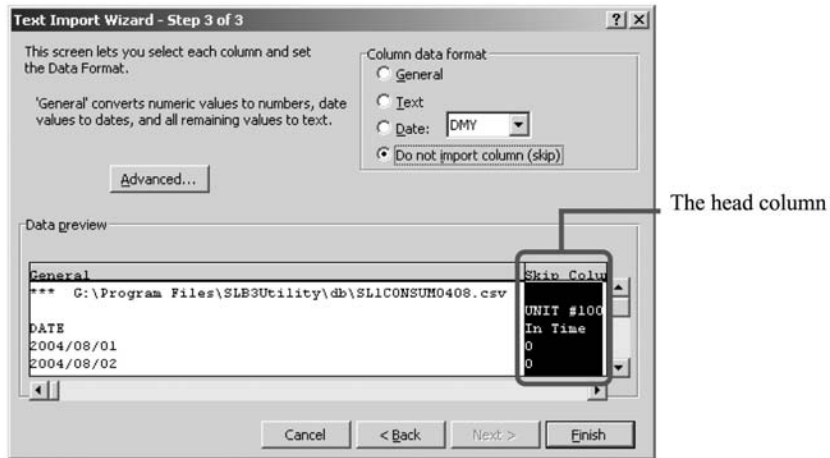 Text Import Wizard - Step 3 of 3
This screen lets you select each column and set
the Data Format.
'General' converts numeric values to numbers, date
values to dates, and all remaining values to text.
Advanced...
Column data format
General
Text
Date: DMY
Do not import column (skip)
The head column
Data preview
General Skip Colum
*** G:\Program Files\SLB3Utility\db\SL1CONSUM0408.csv
UNIT #100
DATE In Time
2004/08/01 0
2004/08/02 0
Cancel < Back Next > Finish